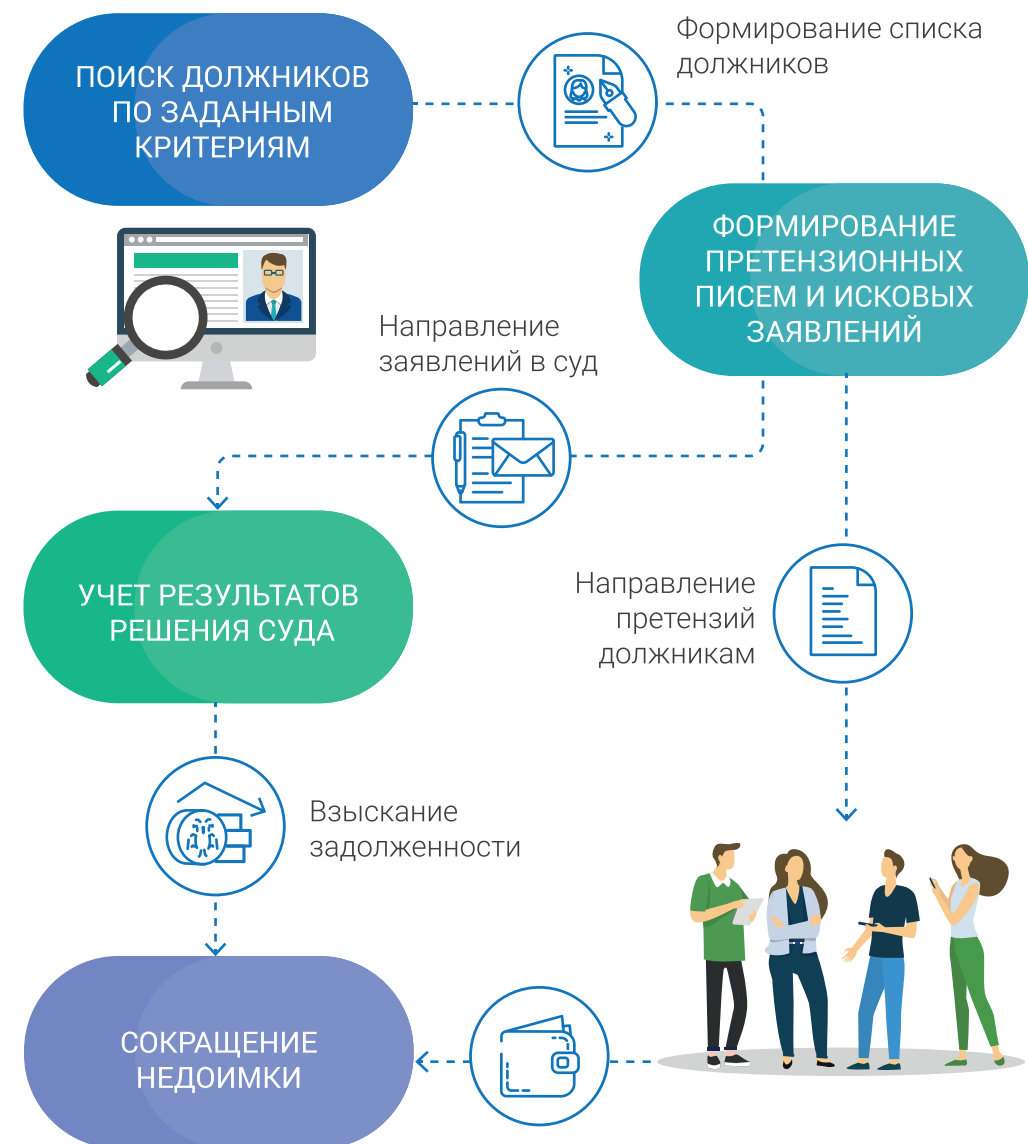 Формирование списка
должников
ПОИСК ДОЛЖНИКОВ
ПО ЗАДАННЫМ
КРИТЕРИЯМ
ФОРМИРОВАНИЕ
ПРЕТЕНЗИОННЫХ
ПИСЕМ И ИСКОВЫХ
ЗАЯВЛЕНИЙ
Направление
заявлений в суд
УЧЕТ РЕЗУЛЬТАТОВ
РЕШЕНИЯ СУДА
Направление
претензий
должникам
Взыскание
задолженности
СОКРАЩЕНИЕ
НЕДОИМКИ